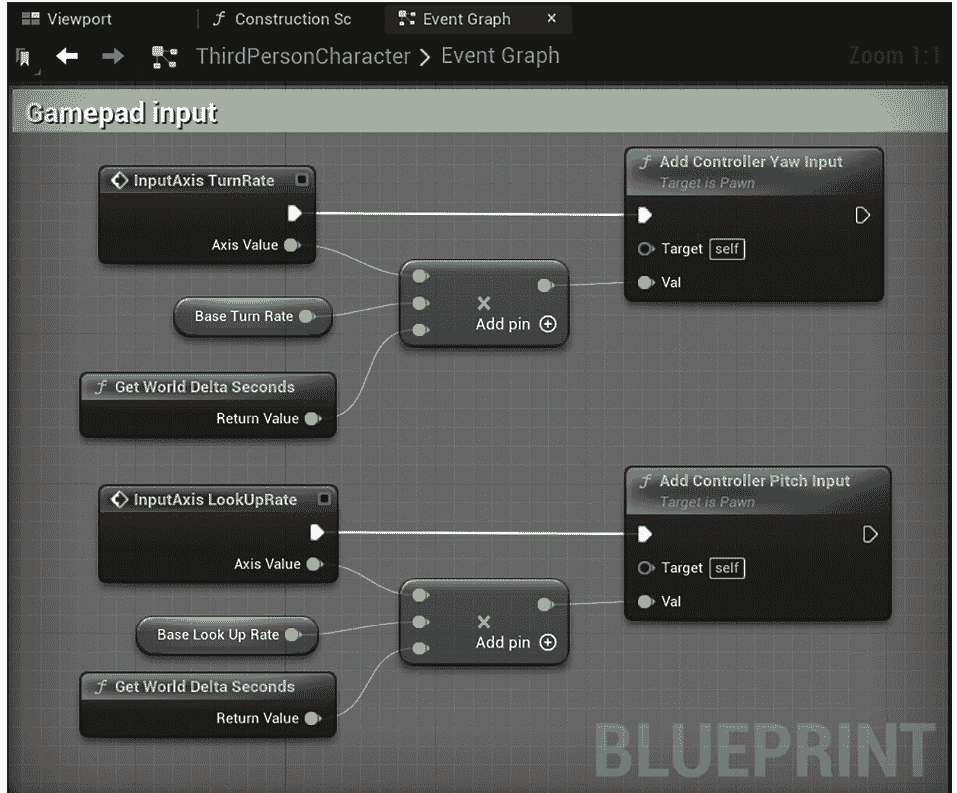 Viewport
f Construction Sc
Event Graph ×
ThirdPersonCharacter > Event Graph
Zoom 1:1
Gamepad input
InputAxis TurnRate
Axis Value
Base Turn Rate
f Get World Delta Seconds
Return Value
×
Add pin
f Add Controller Yaw Input
Target is Pawn
Target self
Val
InputAxis LookUpRate
Axis Value
Base Look Up Rate
f Get World Delta Seconds
Return Value
×
Add pin
f Add Controller Pitch Input
Target is Pawn
Target self
Val
BLUEPRINT